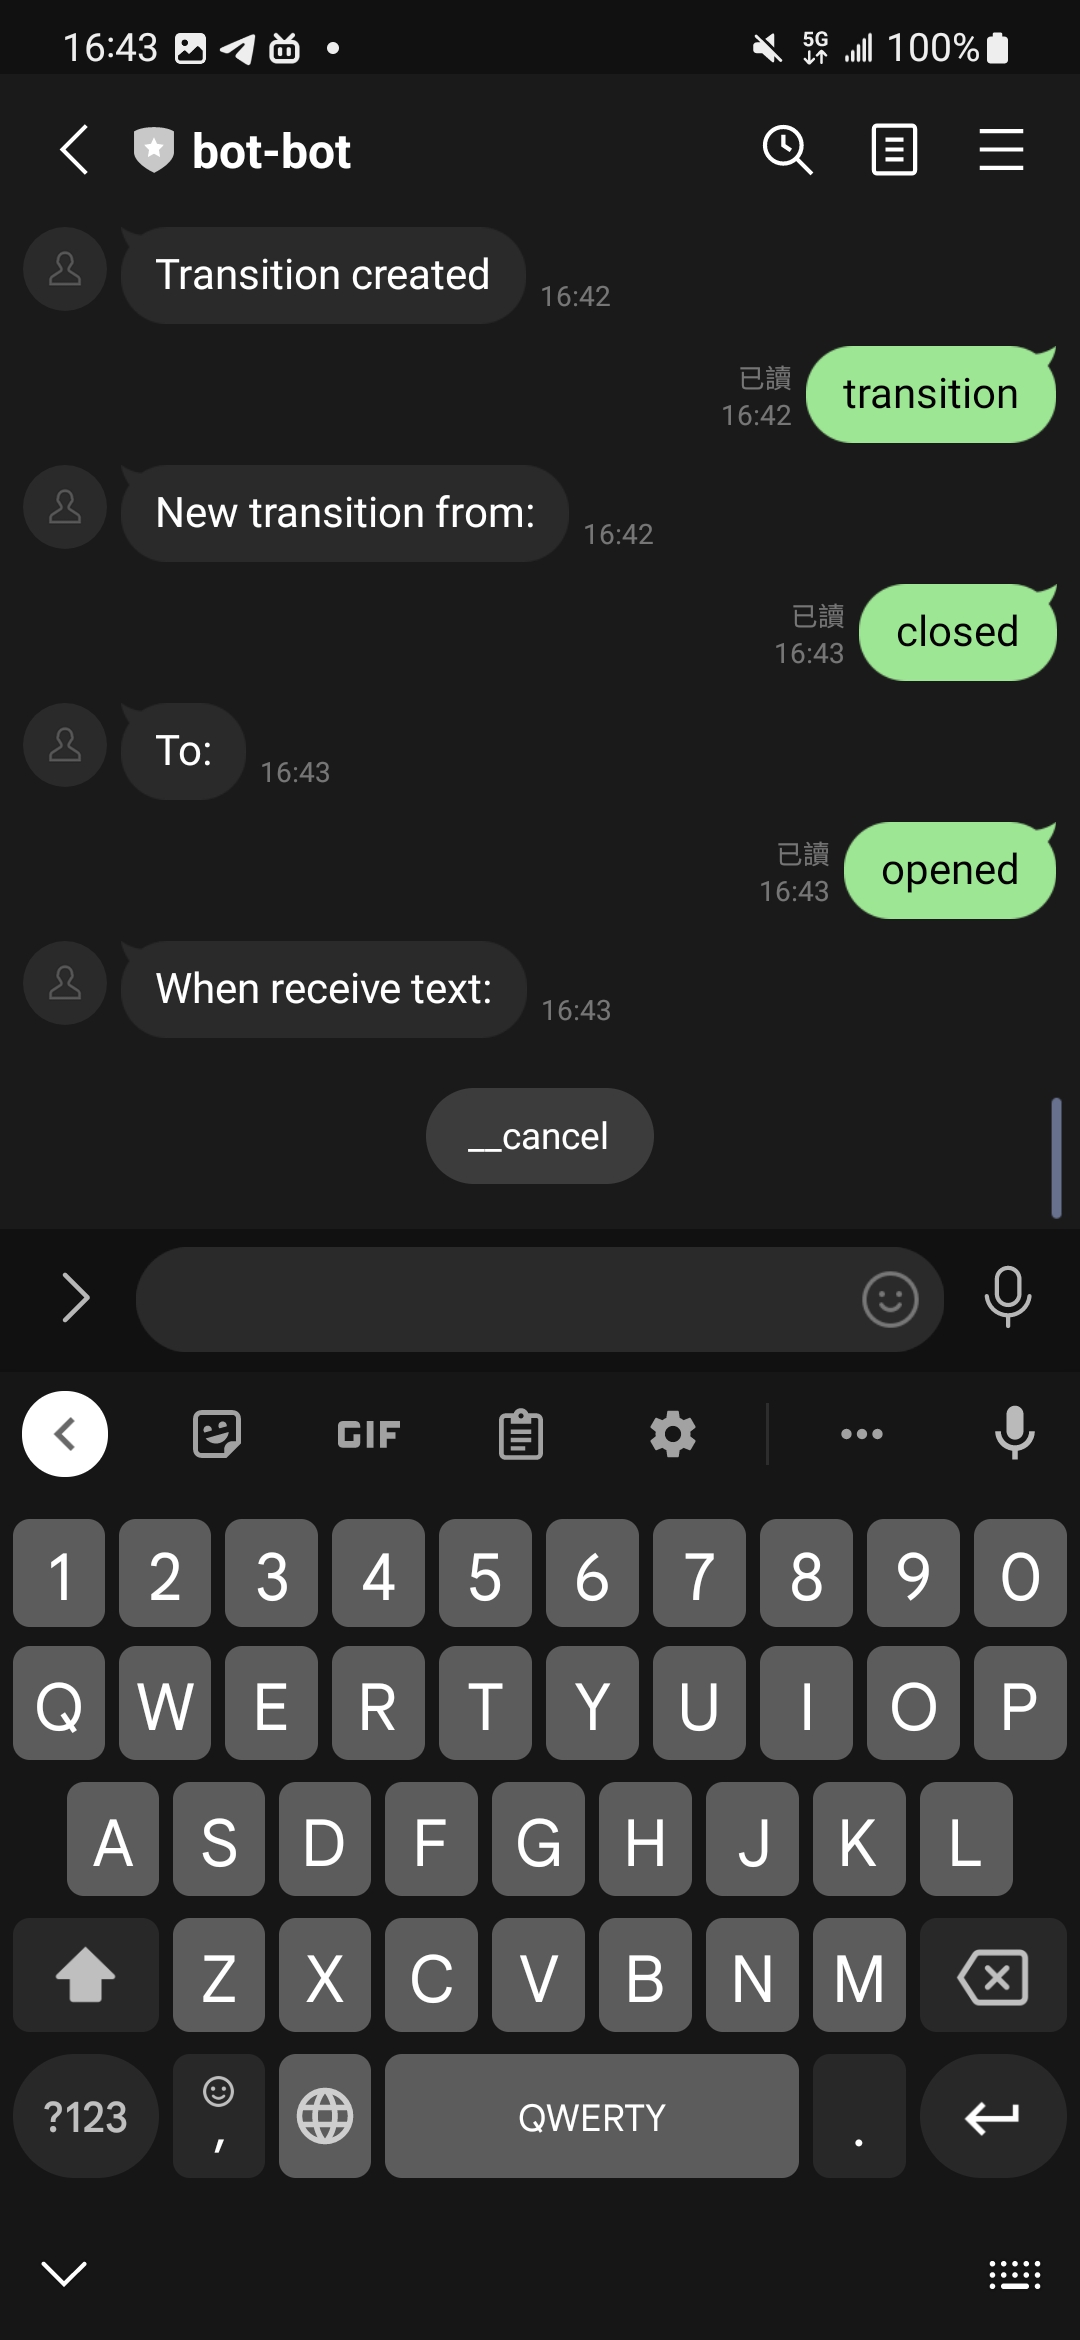 16:43
5G
100%
bot-bot
Transition created
16:42
已讀
16:42
transition
New transition from:
16:42
已讀
16:43
closed
To:
16:43
已讀
16:43
opened
When receive text:
16:43
__cancel
GIF
1 2 3 4 5 6 7 8 9 0
Q W E R T Y U I O P
A S D F G H J K L
Z X C V B N M
?123 , QWERTY .